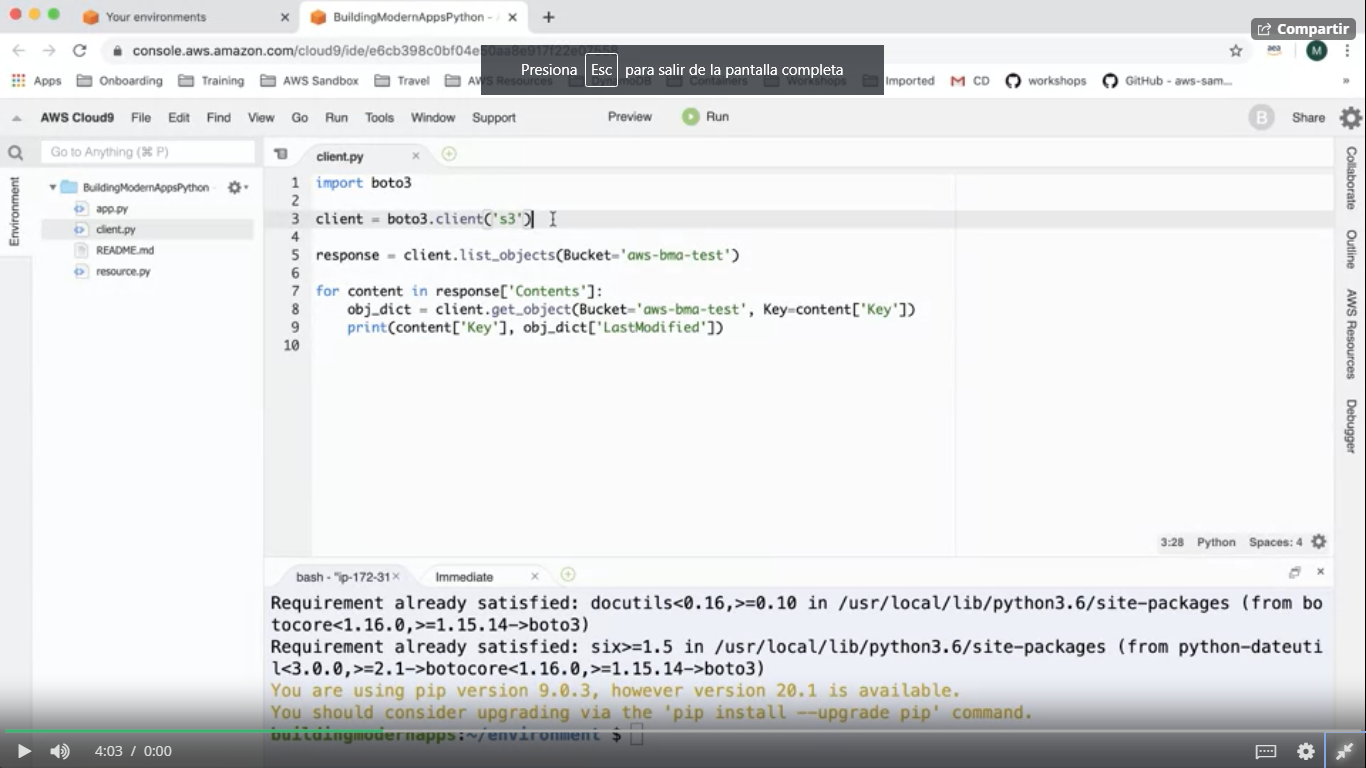 Your environments
BuildingModernAppsPython -
Compartir
console.aws.amazon.com/cloud9/ide/e6cb398c0bf04e
Presiona Esc para salir de la pantalla completa
Apps Onboarding Training AWS Sandbox Travel AWS Resources DynamoDB Containers Workshops Imported CD workshops GitHub - aws-sam...
AWS Cloud9 File Edit Find View Go Run Tools Window Support Preview Run B Share
Go to Anything (⌘ P)
client.py
Environment
BuildingModernAppsPython
app.py
client.py
README.md
resource.py
1 import boto3
2
3 client = boto3.client('s3')
4
5 response = client.list_objects(Bucket='aws-bma-test')
6
7 for content in response['Contents']:
8 obj_dict = client.get_object(Bucket='aws-bma-test', Key=content['Key'])
9 print(content['Key'], obj_dict['LastModified'])
10
3:28 Python Spaces: 4
Collaborate
Outline
AWS Resources
Debugger
bash - "ip-172-31
Immediate
Requirement already satisfied: docutils<0.16,>=0.10 in /usr/local/lib/python3.6/site-packages (from bo
tocore<1.16.0,>=1.15.14->boto3)
Requirement already satisfied: six>=1.5 in /usr/local/lib/python3.6/site-packages (from python-dateuti
l<3.0.0,>=2.1->botocore<1.16.0,>=1.15.14->boto3)
You are using pip version 9.0.3, however version 20.1 is available.
You should consider upgrading via the 'pip install --upgrade pip' command.
buildingmodernapps:~/environment $
4:03 / 0:00